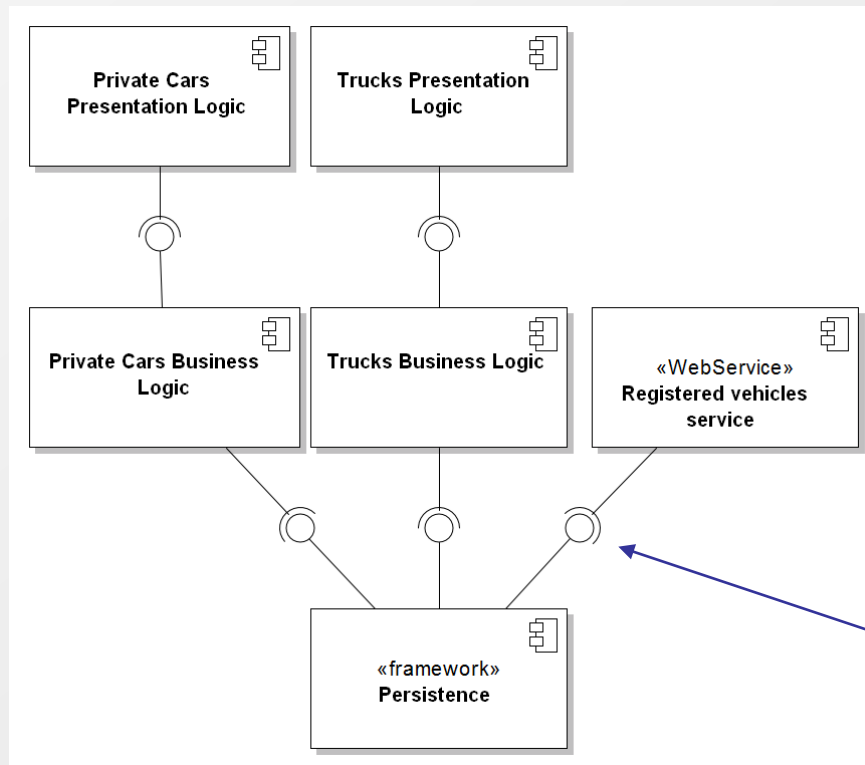 Private Cars
Presentation Logic
Trucks Presentation
Logic
Private Cars Business
Logic
Trucks Business Logic
«WebService»
Registered vehicles
service
«framework»
Persistence